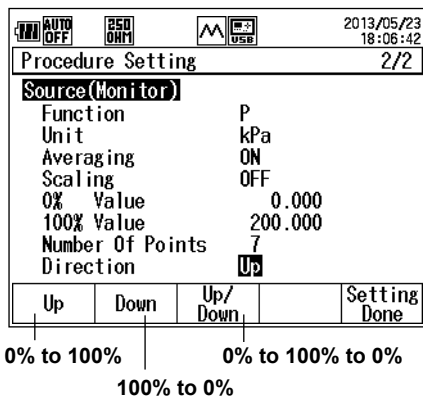 AUTO OFF 250 OHM USB 2013/05/23 18:06:42
Procedure Setting 2/2
Source(Monitor)
Function P
Unit kPa
Averaging ON
Scaling OFF
0% Value 0.000
100% Value 200.000
Number Of Points 7
Direction Up
Up Down Up/Down Setting Done
0% to 100% 0% to 100% to 0%
100% to 0%